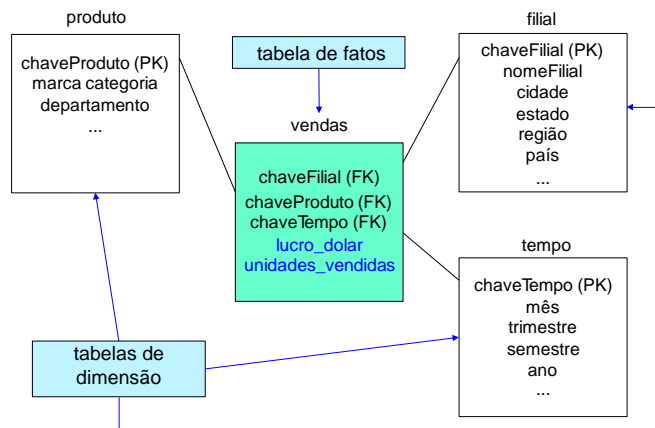 produto
chaveProduto (PK)
marca categoria
departamento
...
tabela de fatos
filial
chaveFilial (PK)
nomeFilial
cidade
estado
região
país
...
vendas
chaveFilial (FK)
chaveProduto (FK)
chaveTempo (FK)
lucro_dolar
unidades_vendidas
tempo
chaveTempo (PK)
mês
trimestre
semestre
ano
...
tabelas de
dimensão